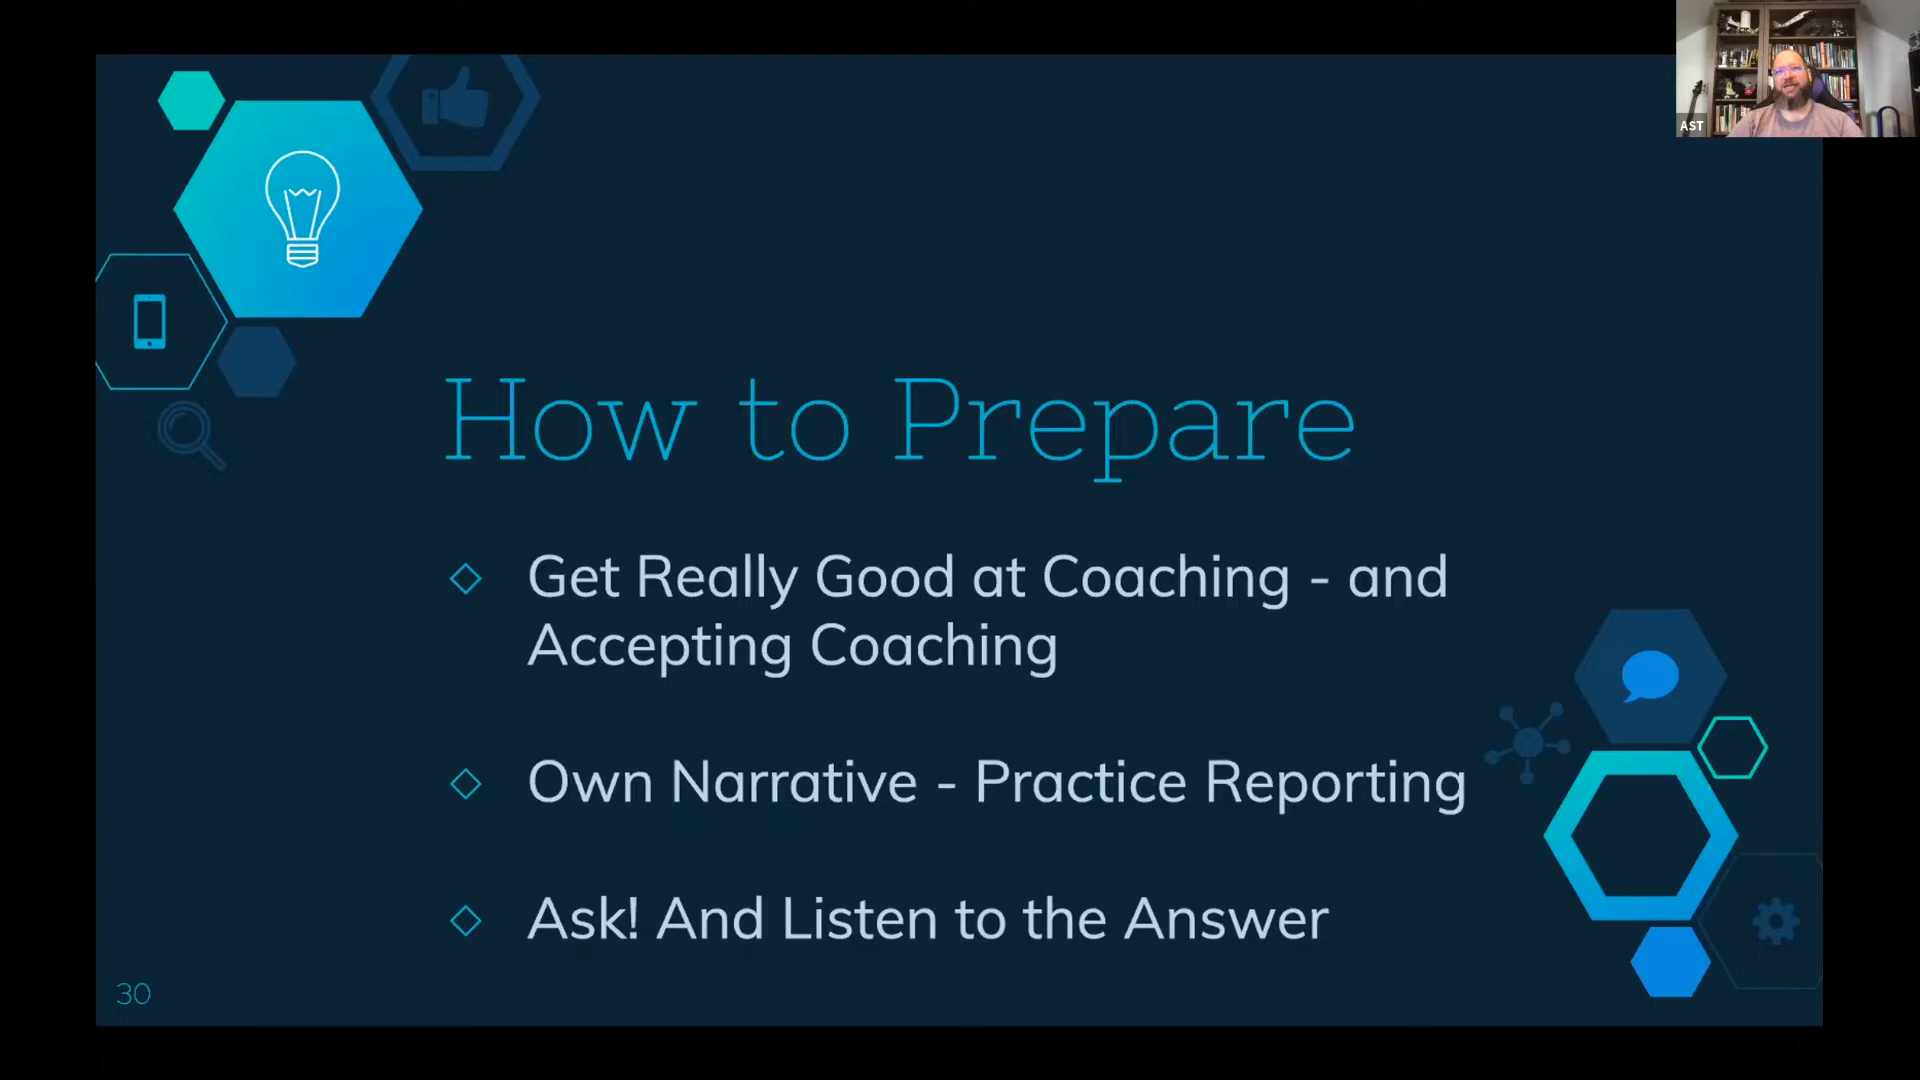 AST
How to Prepare
Get Really Good at Coaching - and
Accepting Coaching
Own Narrative - Practice Reporting
Ask! And Listen to the Answer
30